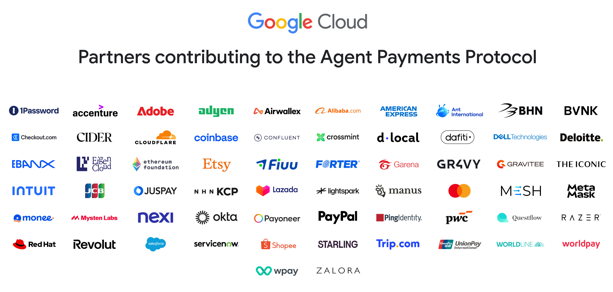 Google Cloud
Partners contributing to the Agent Payments Protocol
1Password accenture Adobe adyen Airwallex Alibaba.com AMERICAN EXPRESS Ant International BHN BVNK
Checkout.com CIDER CLOUDFLARE coinbase CONFLUENT crossmint d·local dafiti DELLTechnologies Deloitte.
EBANX ethereum foundation Etsy Fiuu FORTER Garena GR4VY GRAVITEE THE ICONIC
INTUIT JCB JUSPAY NHN KCP Lazada lightspark manus mastercard MESH MetaMask
monee Mysten Labs nexi okta Payoneer PayPal PingIdentity. pwc Questflow RAZER
Red Hat Revolut salesforce servicenow Shopee STARLING Trip.com UnionPay WORLDLINE worldpay
wpay ZALORA